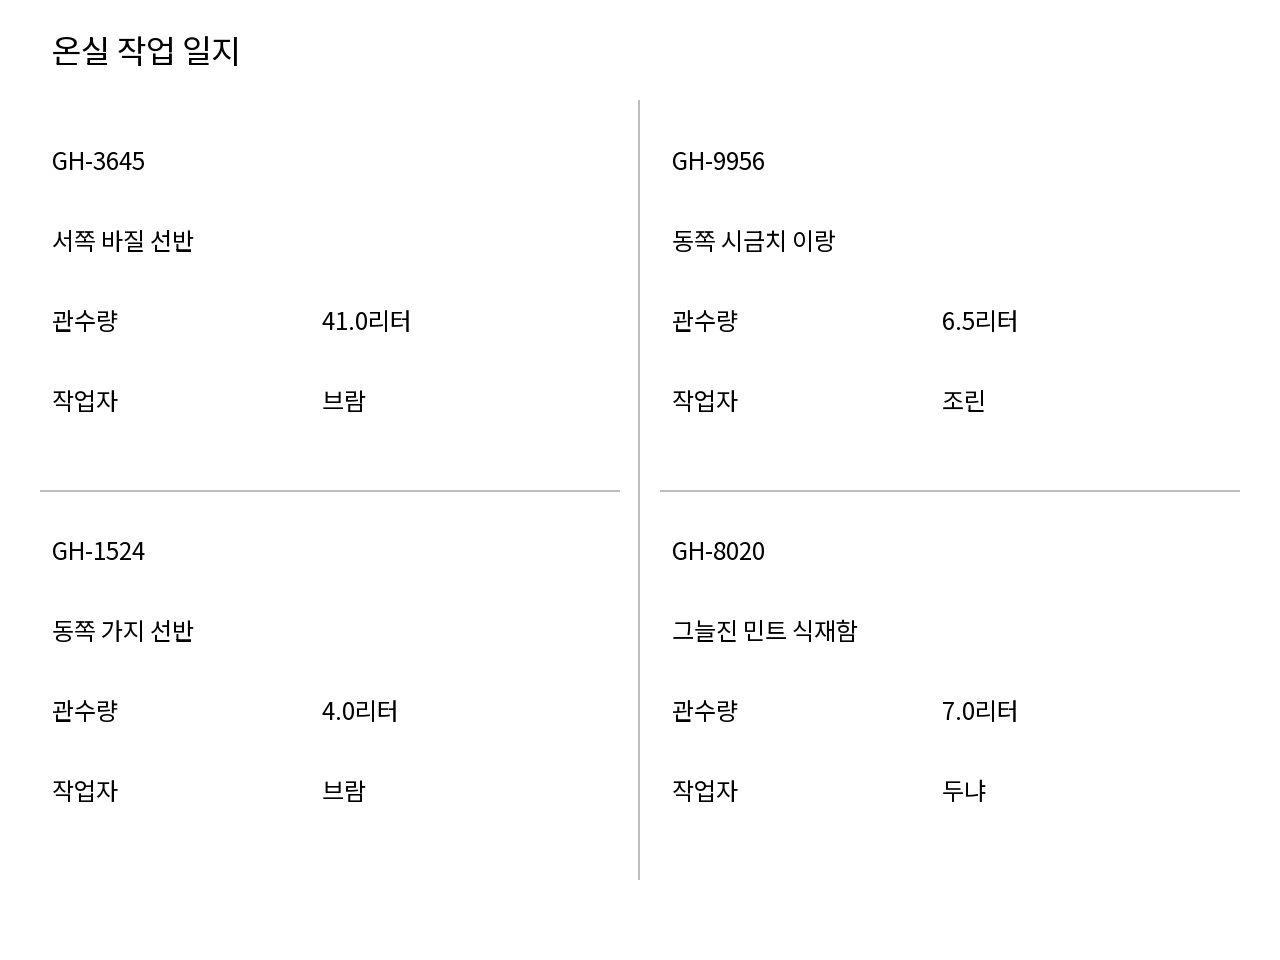 온실 작업 일지
GH-3645
서쪽 바질 선반
관수량 41.0리터
작업자 브람
GH-9956
동쪽 시금치 이랑
관수량 6.5리터
작업자 조린
GH-1524
동쪽 가지 선반
관수량 4.0리터
작업자 브람
GH-8020
그늘진 민트 식재함
관수량 7.0리터
작업자 두냐